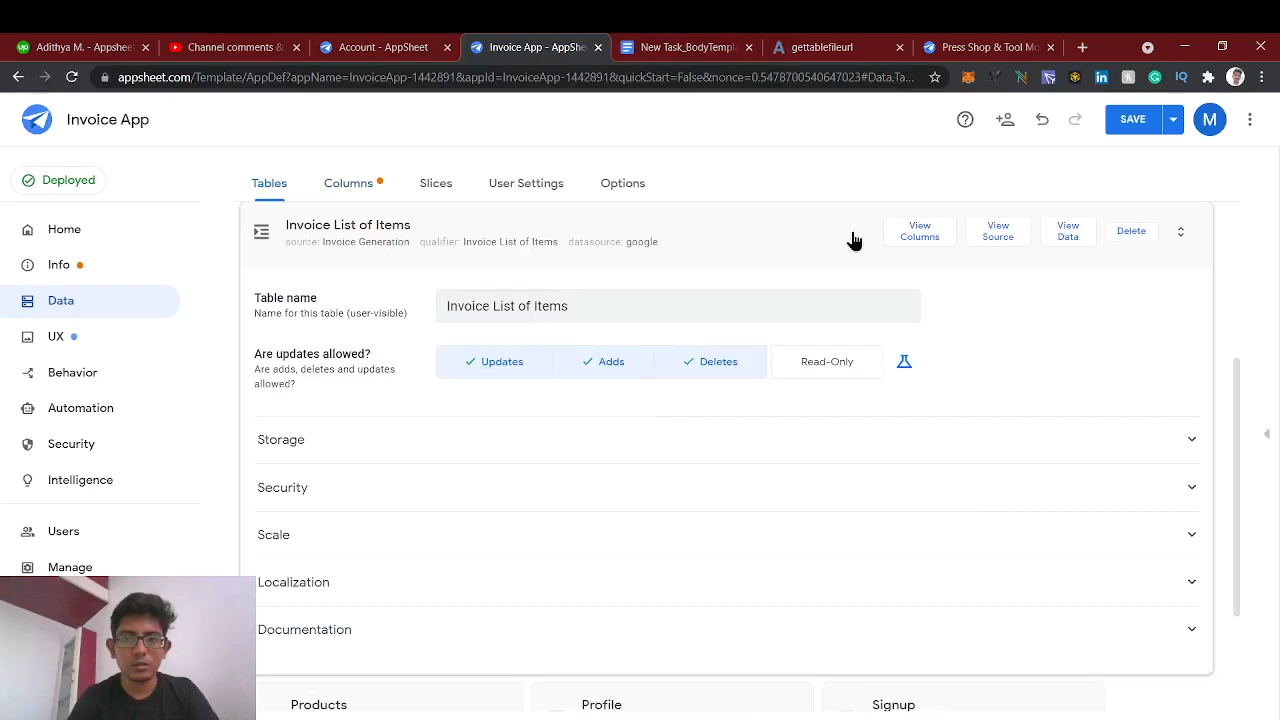 Adithya M. - Appsheet
Channel comments &
Account - AppSheet
Invoice App - AppShe
New Task_BodyTempl
gettablefileurl
Press Shop & Tool Mo
appsheet.com/Template/AppDef?appName=InvoiceApp-1442891&appId=InvoiceApp-1442891&quickStart=False&nonce=0.5478700540647023#Data.Ta...
Invoice App
SAVE
M
Deployed
Tables
Columns
Slices
User Settings
Options
Home
Info
Data
UX
Behavior
Automation
Security
Intelligence
Users
Manage
Invoice List of Items
source: Invoice Generation qualifier: Invoice List of Items datasource: google
View
Columns
View
Source
View
Data
Delete
Table name
Name for this table (user-visible)
Invoice List of Items
Are updates allowed?
Are adds, deletes and updates
allowed?
Updates
Adds
Deletes
Read-Only
Storage
Security
Scale
Localization
Documentation
Products
Profile
Signup